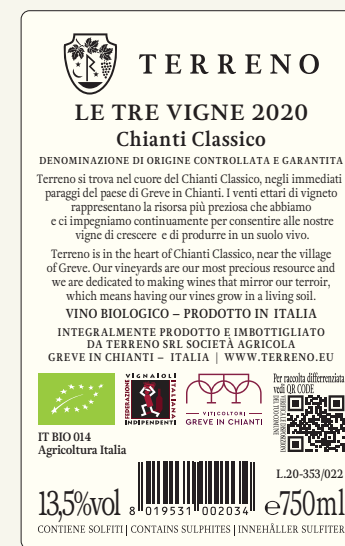 TERRENO
LE TRE VIGNE 2020
Chianti Classico
DENOMINAZIONE DI ORIGINE CONTROLLATA E GARANTITA
Terreno si trova nel cuore del Chianti Classico, negli immediati
paraggi del paese di Greve in Chianti. I venti ettari di vigneto
rappresentano la risorsa più preziosa che abbiamo
e ci impegniamo continuamente per consentire alle nostre
vigne di crescere e di produrre in un suolo vivo.
Terreno is in the heart of Chianti Classico, near the village
of Greve. Our vineyards are our most precious resource and
we are dedicated to making wines that mirror our terroir,
which means having our vines grow in a living soil.
VINO BIOLOGICO – PRODOTTO IN ITALIA
INTEGRALMENTE PRODOTTO E IMBOTTIGLIATO
DA TERRENO SRL SOCIETÀ AGRICOLA
GREVE IN CHIANTI – ITALIA | WWW.TERRENO.EU
FEDERAZIONE
VIGNAIOLI
ITALIANA
INDIPENDENTI
VITICOLTORI
GREVE IN CHIANTI
Per raccolta differenziata
vedi QR CODE
VERIFICA LE DISPOSIZIONI
DEL TUO COMUNE
IT BIO 014
Agricoltura Italia
L.20-353/022
13,5%vol
8 019531 002034
e750ml
CONTIENE SOLFITI | CONTAINS SULPHITES | INNEHÅLLER SULFITER